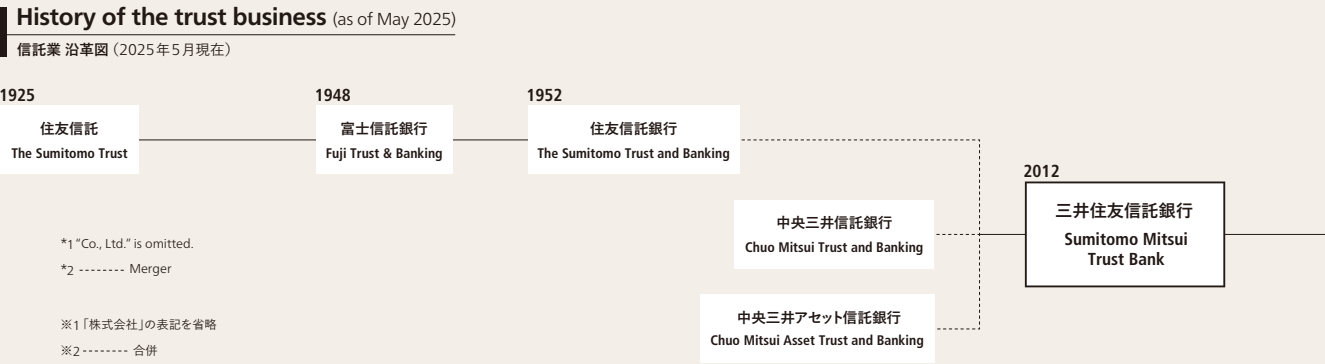 History of the trust business (as of May 2025)
信託業 沿革図（2025年5月現在）
1925
住友信託
The Sumitomo Trust
1948
富士信託銀行
Fuji Trust & Banking
1952
住友信託銀行
The Sumitomo Trust and Banking
中央三井信託銀行
Chuo Mitsui Trust and Banking
中央三井アセット信託銀行
Chuo Mitsui Asset Trust and Banking
2012
三井住友信託銀行
Sumitomo Mitsui
Trust Bank
*1 “Co., Ltd.” is omitted.
*2 -------- Merger
※1「株式会社」の表記を省略
※2 -------- 合併